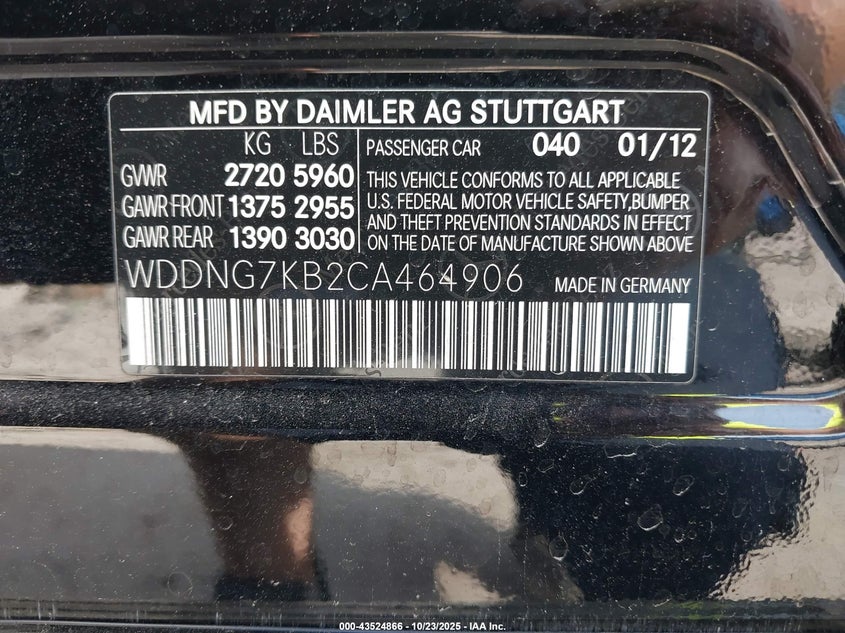 MFD BY DAIMLER AG STUTTGART
KG LBS
GVWR 2720 5960
GAWR FRONT 1375 2955
GAWR REAR 1390 3030
PASSENGER CAR 040 01/12
THIS VEHICLE CONFORMS TO ALL APPLICABLE
U.S. FEDERAL MOTOR VEHICLE SAFETY,BUMPER
AND THEFT PREVENTION STANDARDS IN EFFECT
ON THE DATE OF MANUFACTURE SHOWN ABOVE
WDDNG7KB2CA464906 MADE IN GERMANY
000-43524866 - 10/23/2025 - IAA Inc.